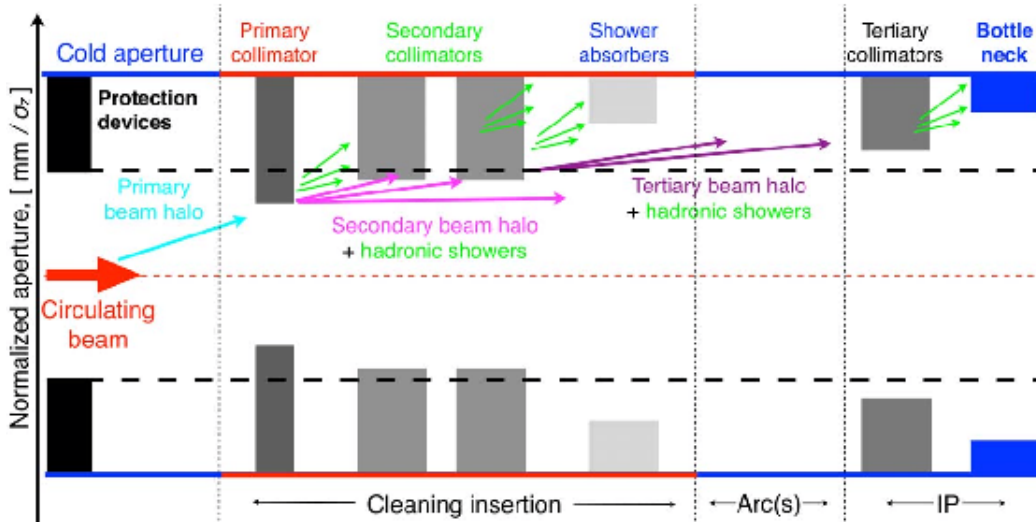 Normalized aperture, [ mm / σz ]
Cold aperture
Primary
collimator
Secondary
collimators
Shower
absorbers
Tertiary
collimators
Bottle
neck
Protection
devices
Primary
beam halo
Secondary beam halo
+ hadronic showers
Tertiary beam halo
+ hadronic showers
Circulating
beam
Cleaning insertion
Arc(s)
IP